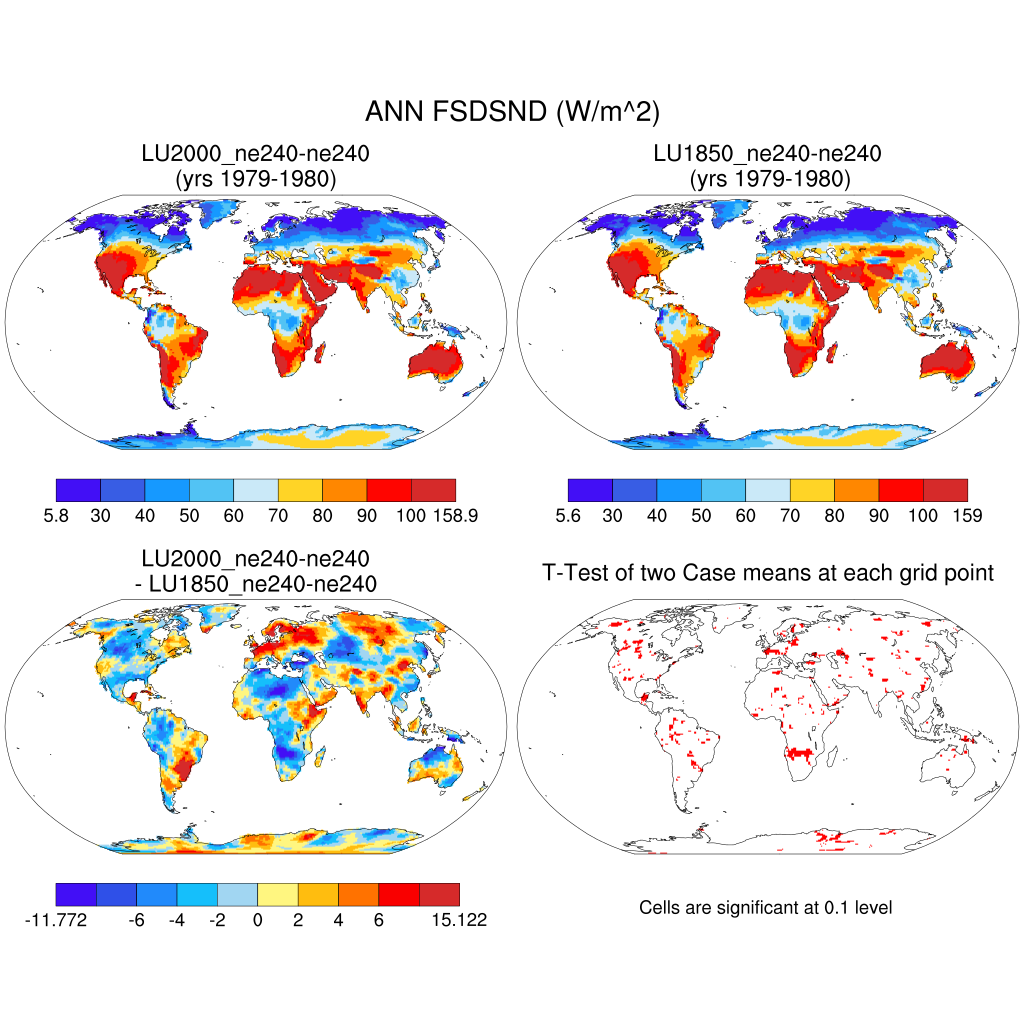 ANN FSDSND (W/m^2)
LU2000_ne240-ne240
(yrs 1979-1980)
LU1850_ne240-ne240
(yrs 1979-1980)
5.8 30 40 50 60 70 80 90 100 158.9
5.6 30 40 50 60 70 80 90 100 159
LU2000_ne240-ne240
- LU1850_ne240-ne240
T-Test of two Case means at each grid point
-11.772 -6 -4 -2 0 2 4 6 15.122
Cells are significant at 0.1 level